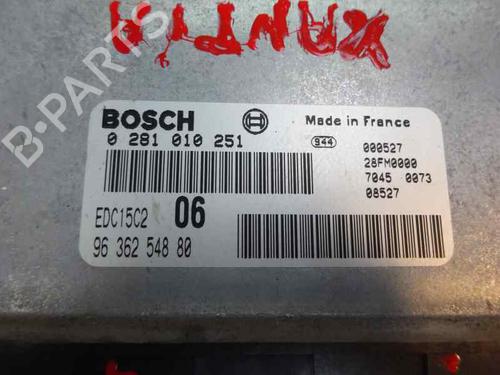 XANTIA
B-PARTS
BOSCH
0 281 010 251
Made in France
944
000527
28FM0000
7045 0073
08527
EDC15C2 06
96 362 548 80